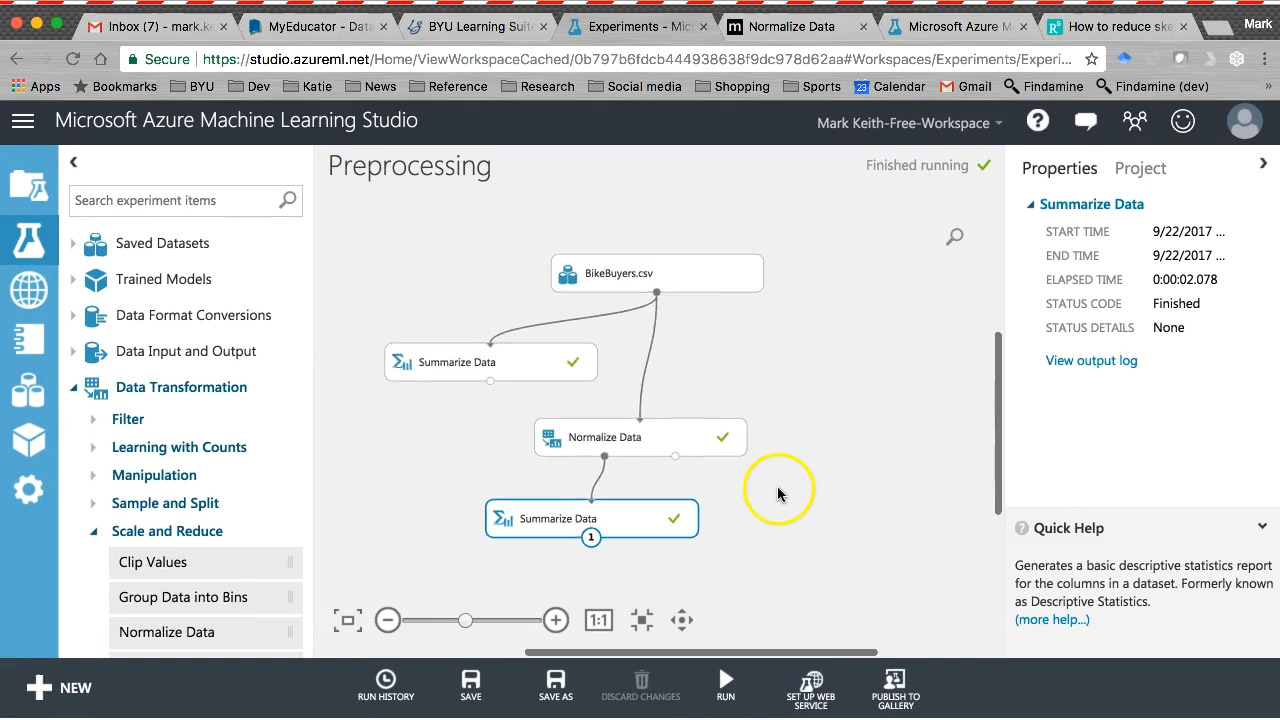 Inbox (7) - mark.ke
MyEducator - Data
BYU Learning Suit
Experiments - Micr
Normalize Data
Microsoft Azure M
How to reduce ske
Mark
Secure
https://studio.azureml.net/Home/ViewWorkspaceCached/0b797b6fdcb444938638f9dc978d62aa#Workspaces/Experiments/Experi...
Apps
Bookmarks
BYU
Dev
Katie
News
Reference
Research
Social media
Shopping
Sports
23
Calendar
Gmail
Findamine
Findamine (dev)
»
Microsoft Azure Machine Learning Studio
Mark Keith-Free-Workspace
?
Search experiment items
Saved Datasets
Trained Models
Data Format Conversions
Data Input and Output
Data Transformation
Filter
Learning with Counts
Manipulation
Sample and Split
Scale and Reduce
Clip Values
Group Data into Bins
Normalize Data
Preprocessing
Finished running
BikeBuyers.csv
Summarize Data
Normalize Data
Summarize Data
1
1:1
Properties
Project
Summarize Data
START TIME 9/22/2017 ...
END TIME 9/22/2017 ...
ELAPSED TIME 0:00:02.078
STATUS CODE Finished
STATUS DETAILS None
View output log
Quick Help
Generates a basic descriptive statistics report
for the columns in a dataset. Formerly known
as Descriptive Statistics.
(more help...)
NEW
RUN HISTORY
SAVE
SAVE AS
DISCARD CHANGES
RUN
SET UP WEB
SERVICE
PUBLISH TO
GALLERY